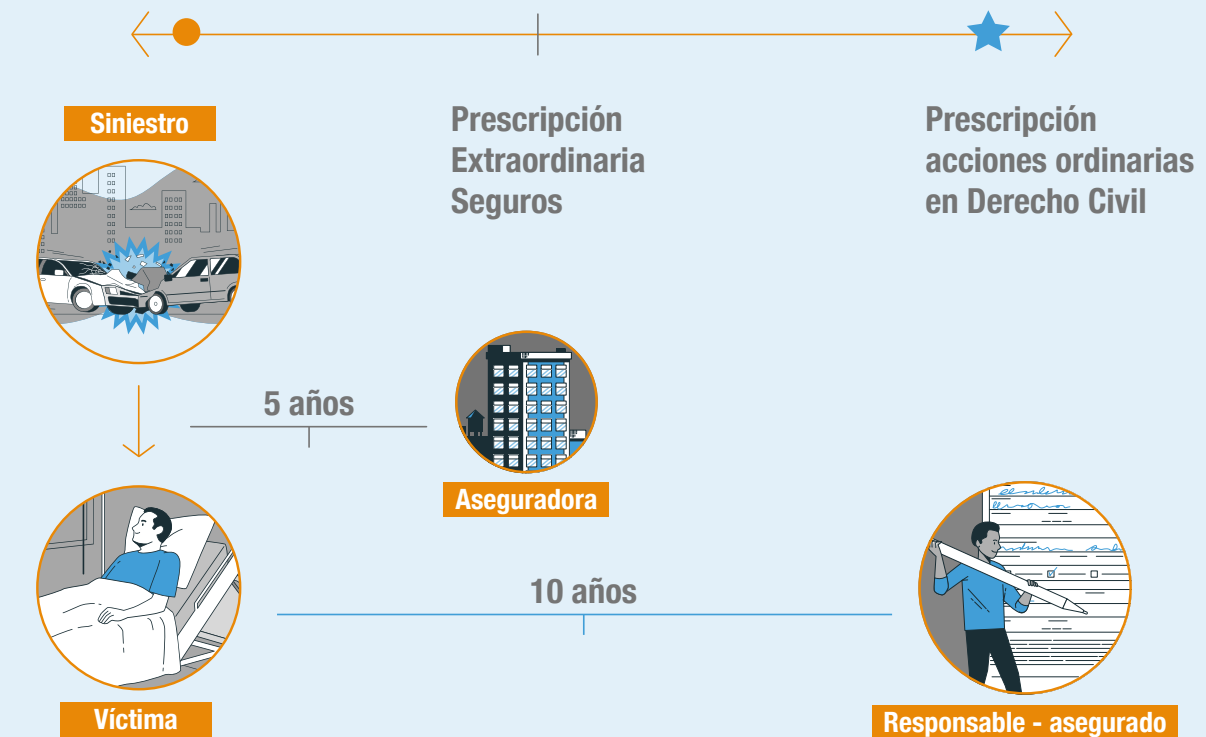 Siniestro
Prescripción
Extraordinaria
Seguros
Prescripción
acciones ordinarias
en Derecho Civil
5 años
Aseguradora
10 años
Víctima
Responsable - asegurado